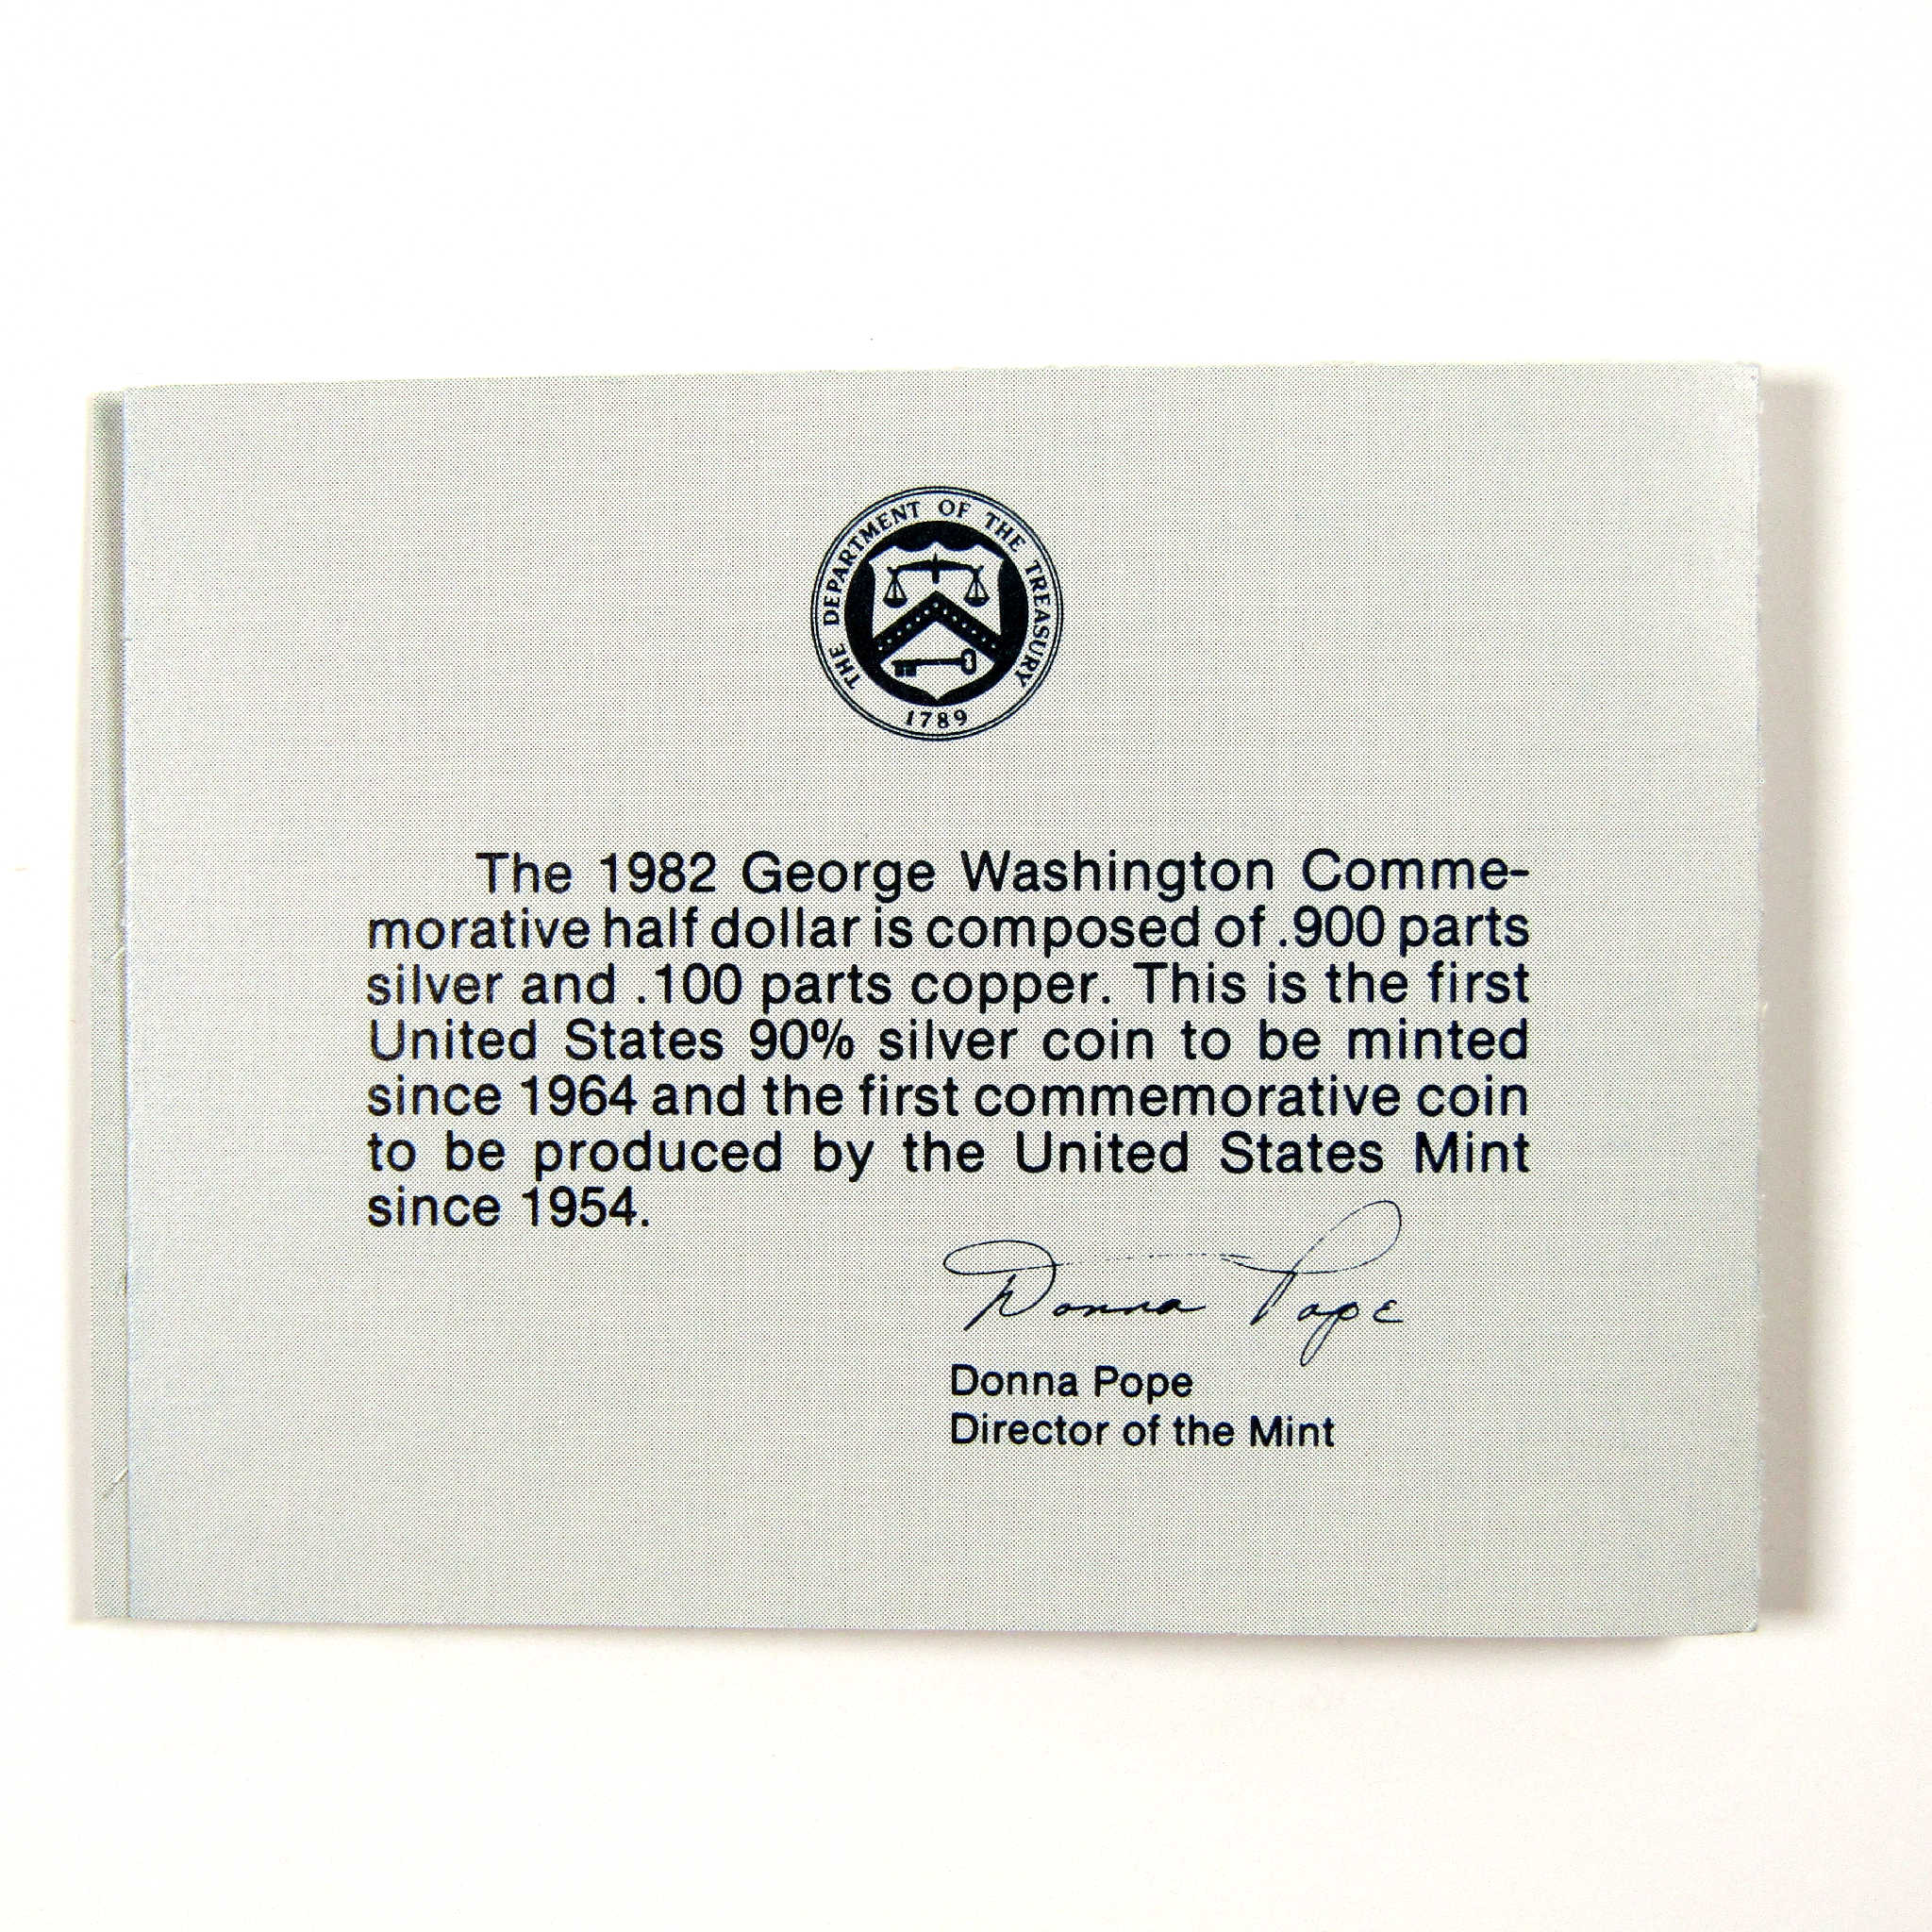 THE DEPARTMENT OF THE TREASURY
1789
The 1982 George Washington Comme-
morative half dollar is composed of .900 parts
silver and .100 parts copper. This is the first
United States 90% silver coin to be minted
since 1964 and the first commemorative coin
to be produced by the United States Mint
since 1954.
Donna Pope
Donna Pope
Director of the Mint